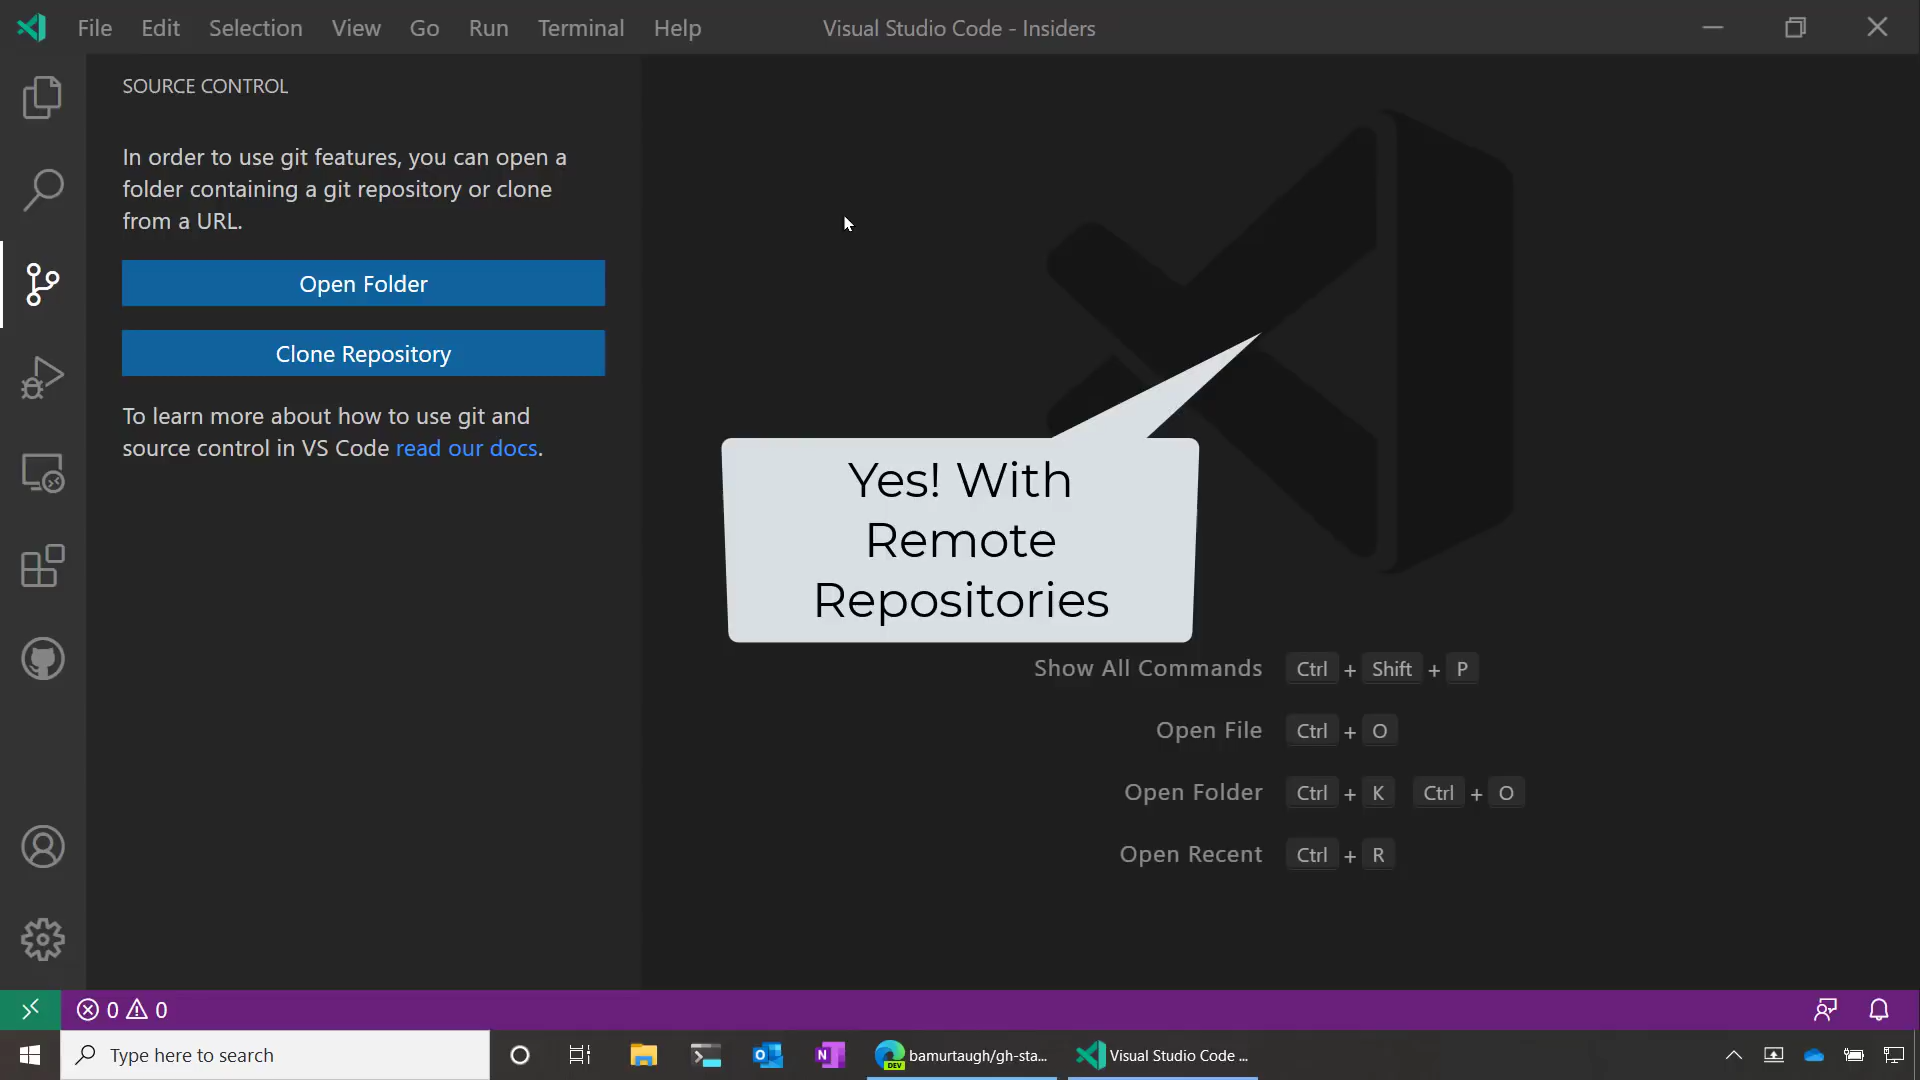 File Edit Selection View Go Run Terminal Help
Visual Studio Code - Insiders
SOURCE CONTROL
In order to use git features, you can open a
folder containing a git repository or clone
from a URL.
Open Folder
Clone Repository
To learn more about how to use git and
source control in VS Code read our docs.
Yes! With
Remote
Repositories
Show All Commands Ctrl + Shift + P
Open File Ctrl + O
Open Folder Ctrl + K Ctrl + O
Open Recent Ctrl + R
0 0
Type here to search
DEV
bamurtaugh/gh-sta...
Visual Studio Code ...